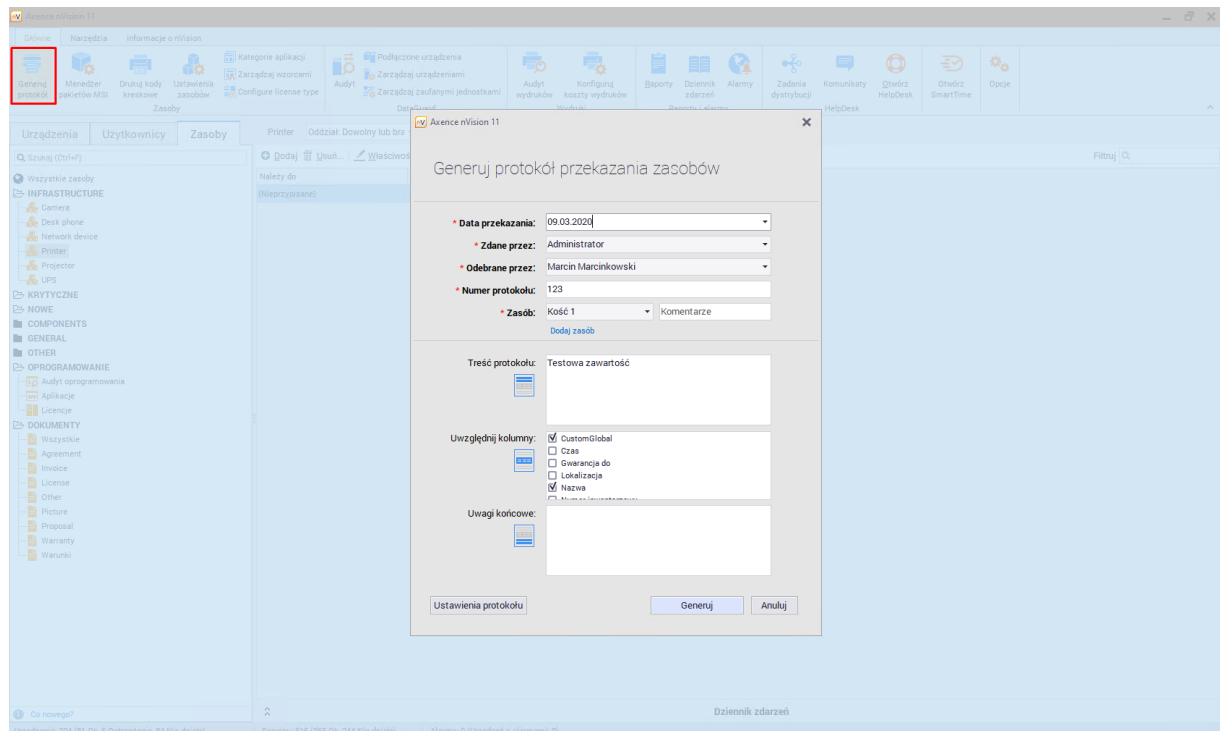 Axence nVision 11
Główne Narzędzia Informacje o nVision
Generuj protokół
Menedżer pakietów MSI
Drukuj kody kreskowe
Ustawienia zasobów
Kategorie aplikacji
Zarządzaj wzorcami
Configure license type
Zasoby
Audyt
Podłączone urządzenia
Zarządzaj urządzeniami
Zarządzaj zaufanymi jednostkami
DataGuard
Audyt wydruków
Konfiguruj koszty wydruków
Wydruki
Raporty
Dziennik zdarzeń
Alarmy
Raporty i alarmy
Zadania dystrybucji
Komunikaty
Otwórz HelpDesk
HelpDesk
Otwórz SmartTime
Opcje
Urządzenia Użytkownicy Zasoby
Szukaj (Ctrl+F)
Wszystkie zasoby
INFRASTRUCTURE
Camera
Desk phone
Network device
Printer
Projector
UPS
KRYTYCZNE
NOWE
COMPONENTS
GENERAL
OTHER
OPROGRAMOWANIE
Audyt oprogramowania
Aplikacje
Licencje
DOKUMENTY
Wszystkie
Agreement
Invoice
License
Other
Picture
Proposal
Warranty
Warunki
Co nowego?
Printer Oddział: Dowolny lub bra
Dodaj Usuń... Właściwoś
Filtruj
Należy do
(Nieprzypisane)
Axence nVision 11
Generuj protokół przekazania zasobów
* Data przekazania: 09.03.2020
* Zdane przez: Administrator
* Odebrane przez: Marcin Marcinkowski
* Numer protokołu: 123
* Zasób: Kość 1 Komentarze
Dodaj zasób
Treść protokołu: Testowa zawartość
Uwzględnij kolumny: CustomGlobal
Czas
Gwarancja do
Lokalizacja
Nazwa
Uwagi końcowe:
Ustawienia protokołu Generuj Anuluj
Dziennik zdarzeń